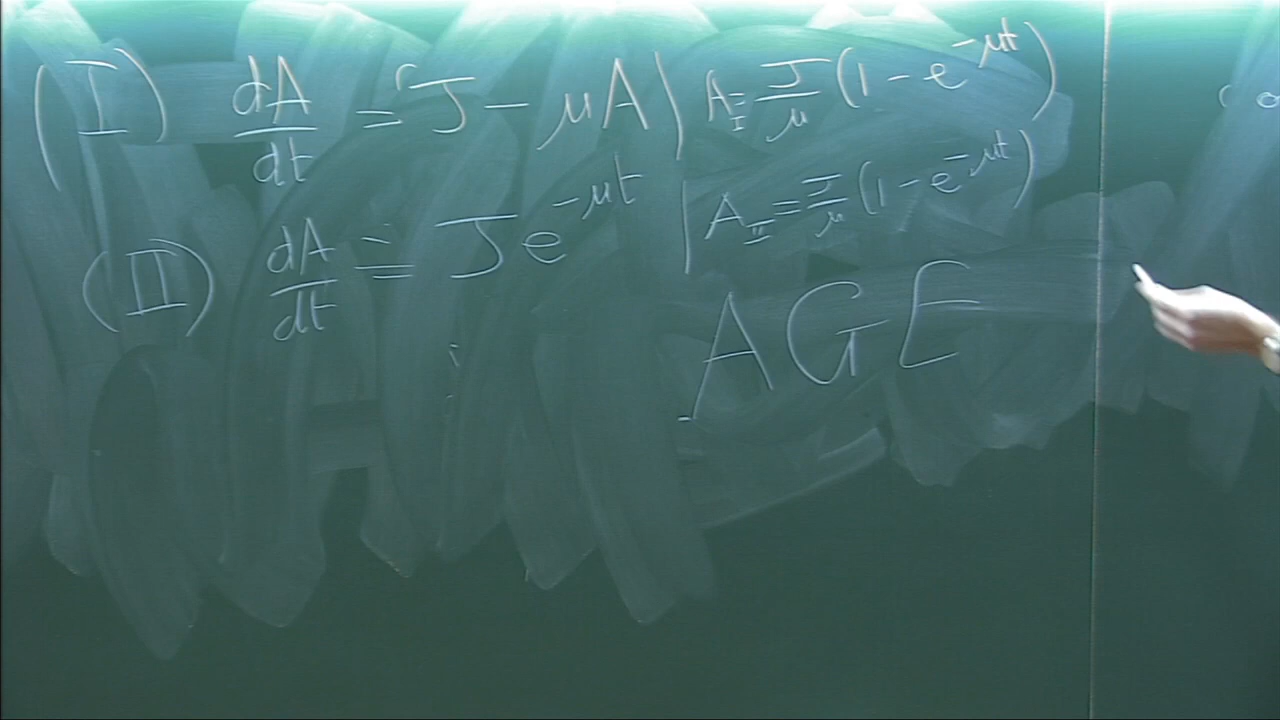 (I) dA/dt = J - μA | A_I = J/μ (1 - e^{-μt})
(II) dA/dt = J e^{-μt} | A_II = J/μ (1 - e^{-μt})
AGE